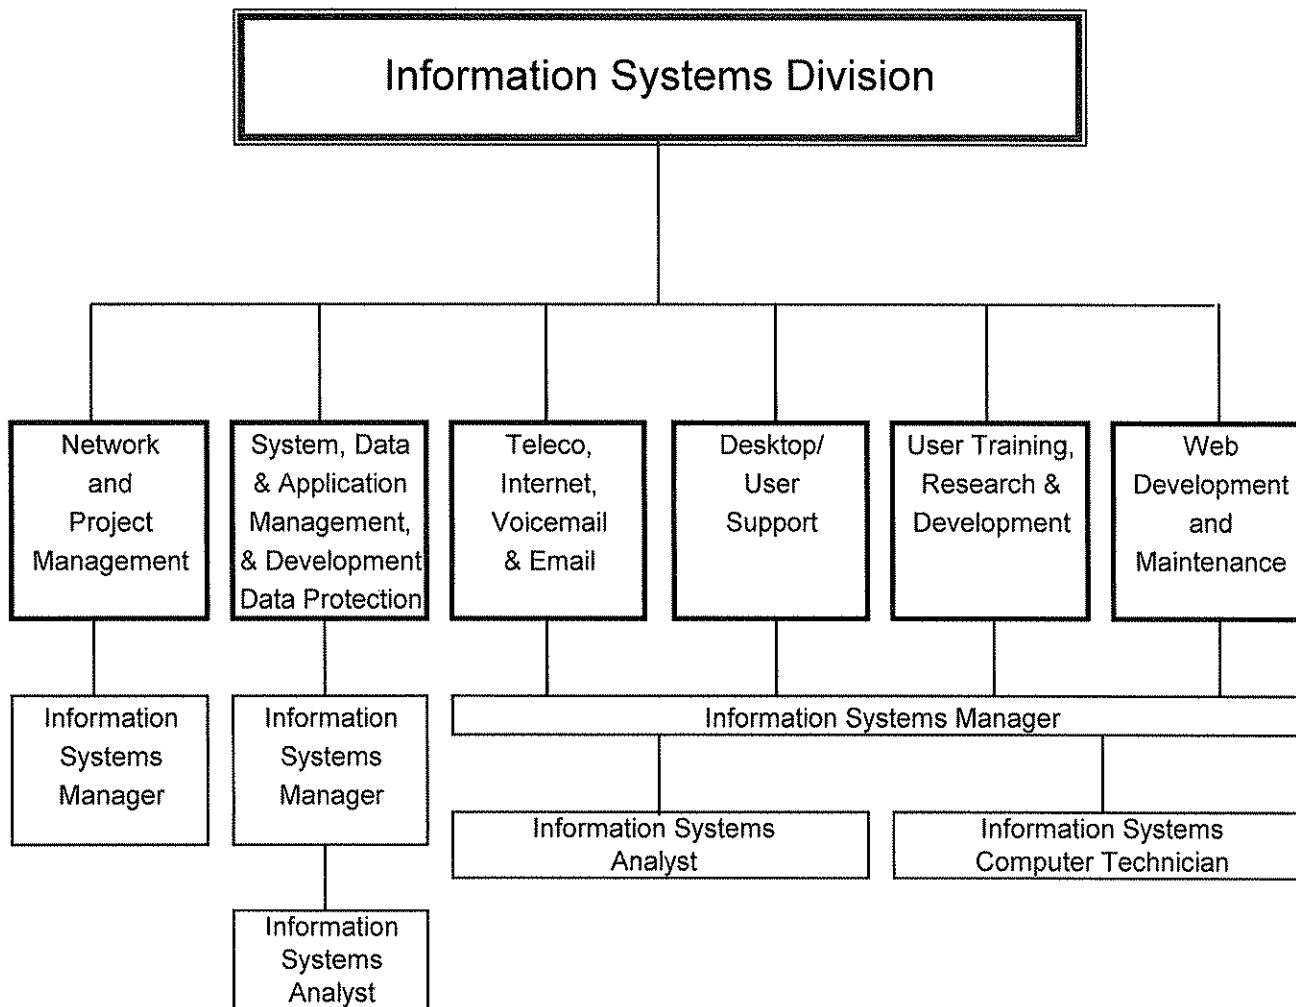 Information Systems Division
Network
and
Project
Management
System, Data
& Application
Management,
& Development
Data Protection
Teleco,
Internet,
Voicemail
& Email
Desktop/
User
Support
User Training,
Research &
Development
Web
Development
and
Maintenance
Information
Systems
Manager
Information
Systems
Manager
Information Systems Manager
Information Systems
Analyst
Information Systems
Computer Technician
Information
Systems
Analyst